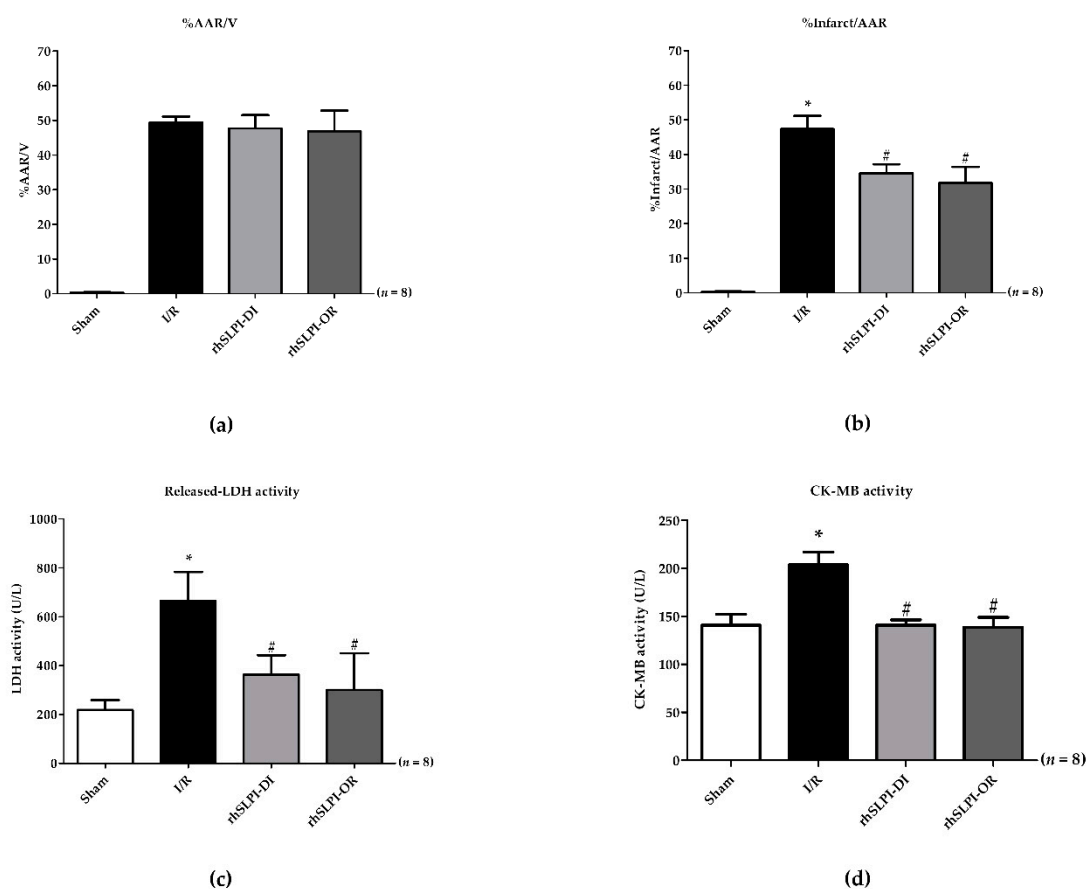 %AAR/V
%AAR/V
70
60
50
40
30
20
10
0
Sham
I/R
rhSLPI-DI
rhSLPI-OR
(n = 8)
(a)
%Infarct/AAR
%Infarct/AAR
70
60
50
40
30
20
10
0
*
#
#
Sham
I/R
rhSLPI-DI
rhSLPI-OR
(n = 8)
(b)
Released-LDH activity
LDH activity (U/L)
1000
800
600
400
200
0
*
#
#
Sham
I/R
rhSLPI-DI
rhSLPI-OR
(n = 8)
(c)
CK-MB activity
CK-MB activity (U/L)
250
200
150
100
50
0
*
#
#
Sham
I/R
rhSLPI-DI
rhSLPI-OR
(n = 8)
(d)